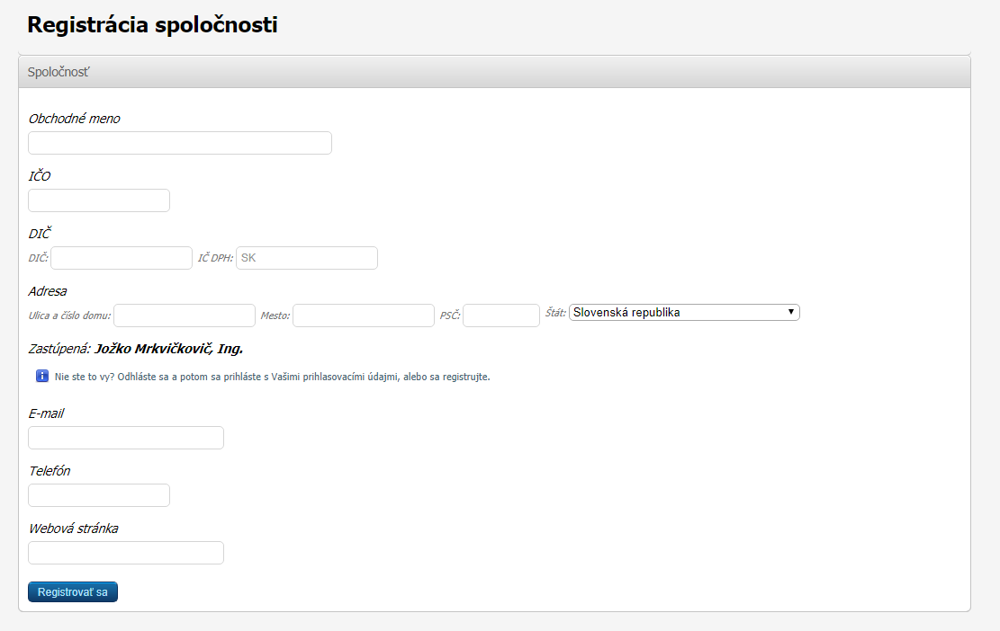 Registrácia spoločnosti
Spoločnosť
Obchodné meno
IČO
DIČ
DIČ: IČ DPH: SK
Adresa
Ulica a číslo domu: Mesto: PSČ: Štát: Slovenská republika
Zastúpená: Jožko Mrkvičkovič, Ing.
Nie ste to vy? Odhláste sa a potom sa prihláste s Vašimi prihlasovacími údajmi, alebo sa registrujte.
E-mail
Telefón
Webová stránka
Registrovať sa